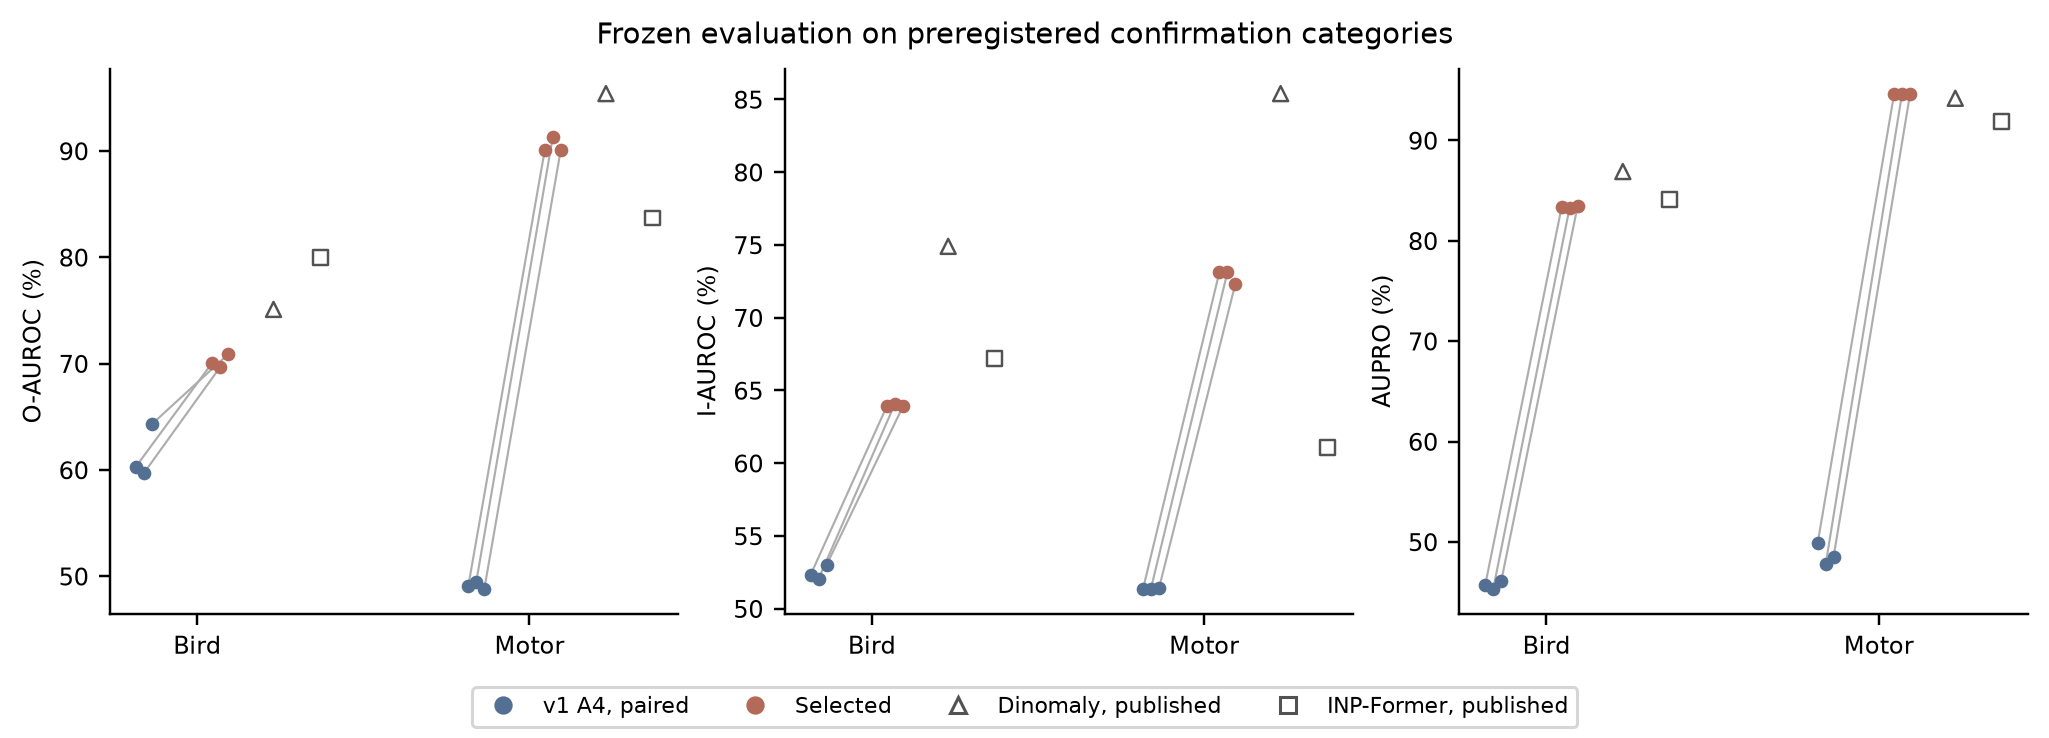 Frozen evaluation on preregistered confirmation categories
O-AUROC (%)
90
80
70
60
50
Bird
Motor
I-AUROC (%)
85
80
75
70
65
60
55
50
Bird
Motor
AUPRO (%)
90
80
70
60
50
Bird
Motor
v1 A4, paired
Selected
Dinomaly, published
INP-Former, published